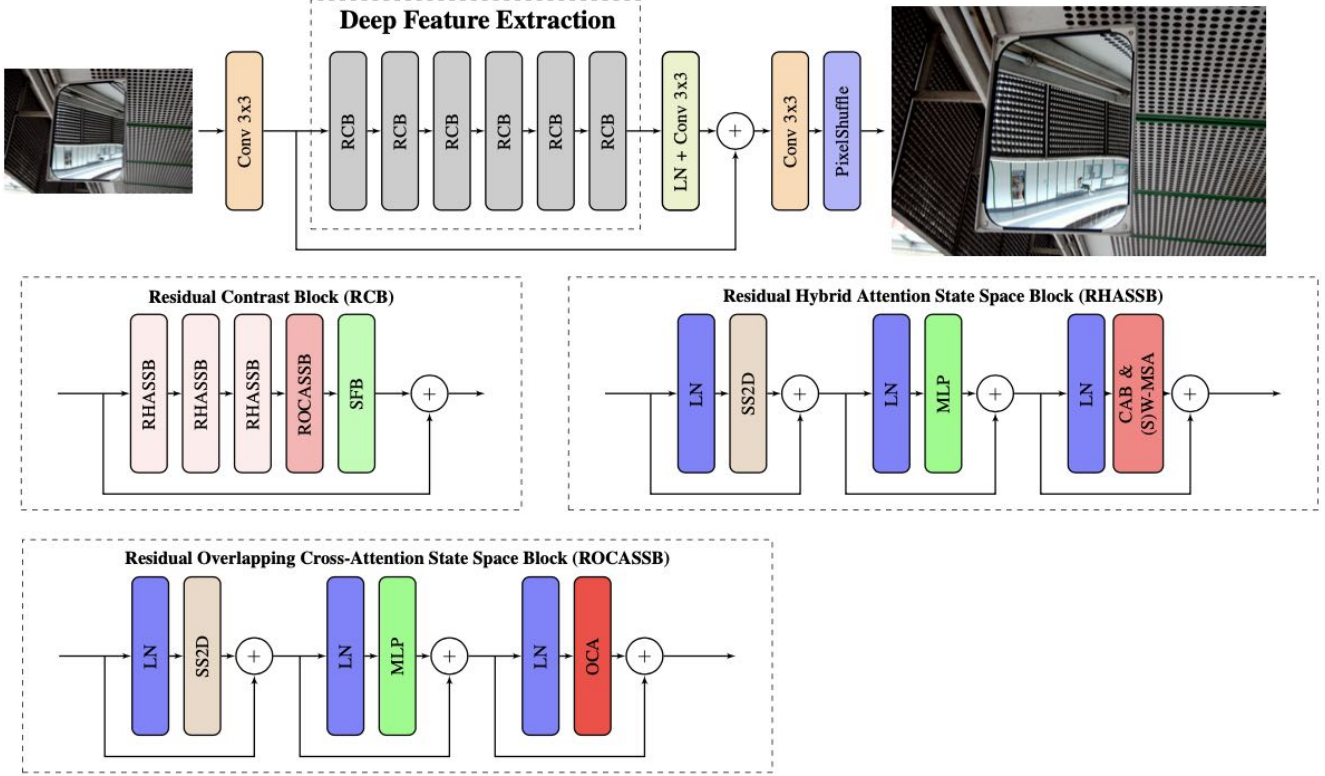 Deep Feature Extraction
Conv 3x3
RCB
RCB
RCB
RCB
RCB
RCB
LN + Conv 3x3
+
Conv 3x3
PixelShuffle
Residual Contrast Block (RCB)
RHASSB
RHASSB
RHASSB
ROCASSB
SFB
+
Residual Hybrid Attention State Space Block (RHASSB)
LN
SS2D
+
LN
MLP
+
LN
CAB &
(S)W-MSA
+
Residual Overlapping Cross-Attention State Space Block (ROCASSB)
LN
SS2D
+
LN
MLP
+
LN
OCA
+